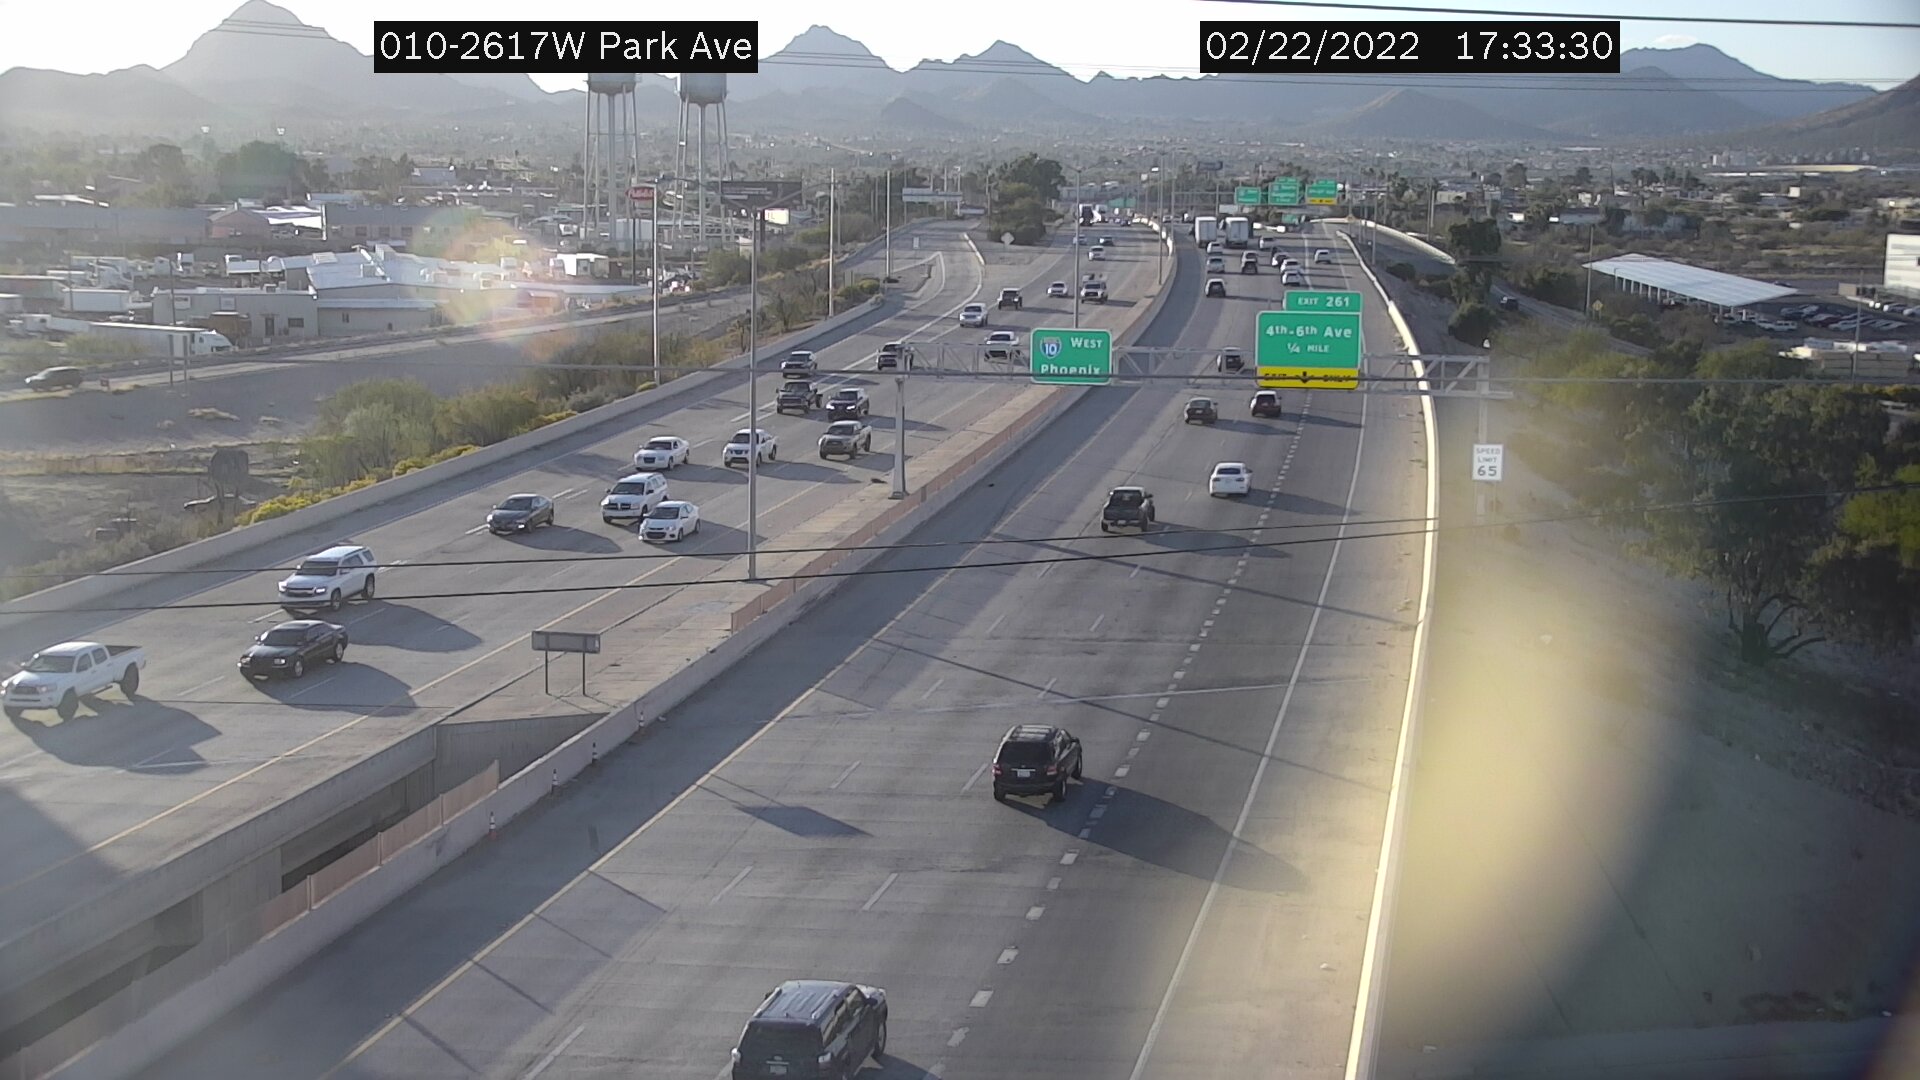 010-2617W Park Ave
02/22/2022 17:33:30
EXIT 261
4th-6th Ave
1/4 MILE
10 WEST
Phoenix
SPEED
LIMIT
65